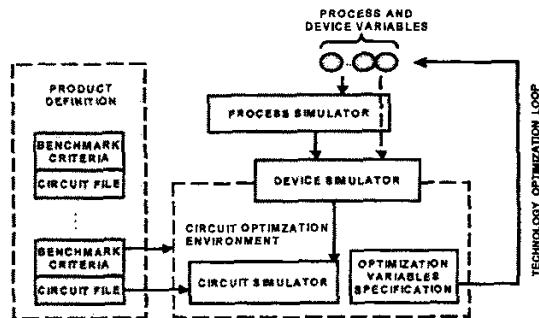 PROCESS AND
DEVICE VARIABLES
PRODUCT
DEFINITION
BENCHMARK
CRITERIA
CIRCUIT FILE
BENCHMARK
CRITERIA
CIRCUIT FILE
PROCESS SIMULATOR
DEVICE SIMULATOR
CIRCUIT OPTIMZATION
ENVIRONMENT
CIRCUIT SIMULATOR
OPTIMIZATION
VARIABLES
SPECIFICATION
TECHNOLOGY OPTIMIZATION LOOP